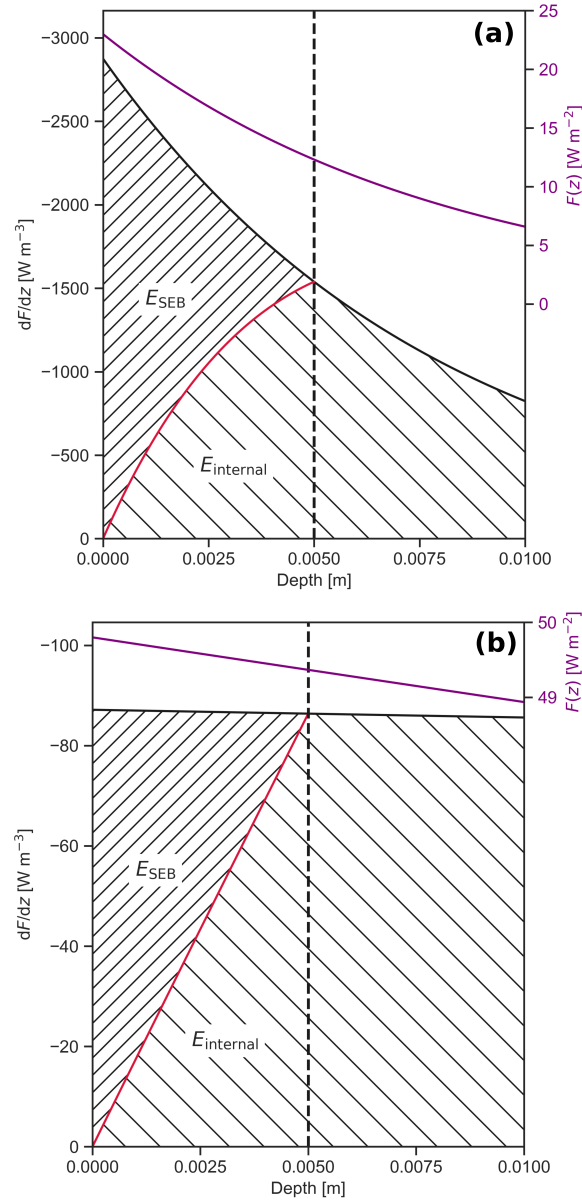 (a)
−3000
−2500
−2000
−1500
−1000
−500
0
dF/dz [W m⁻³]
25
20
15
10
5
0
F(z) [W m⁻²]
E_SEB
E_internal
0.0000 0.0025 0.0050 0.0075 0.0100
Depth [m]
(b)
−100
−80
−60
−40
−20
0
dF/dz [W m⁻³]
50
49
F(z) [W m⁻²]
E_SEB
E_internal
0.0000 0.0025 0.0050 0.0075 0.0100
Depth [m]